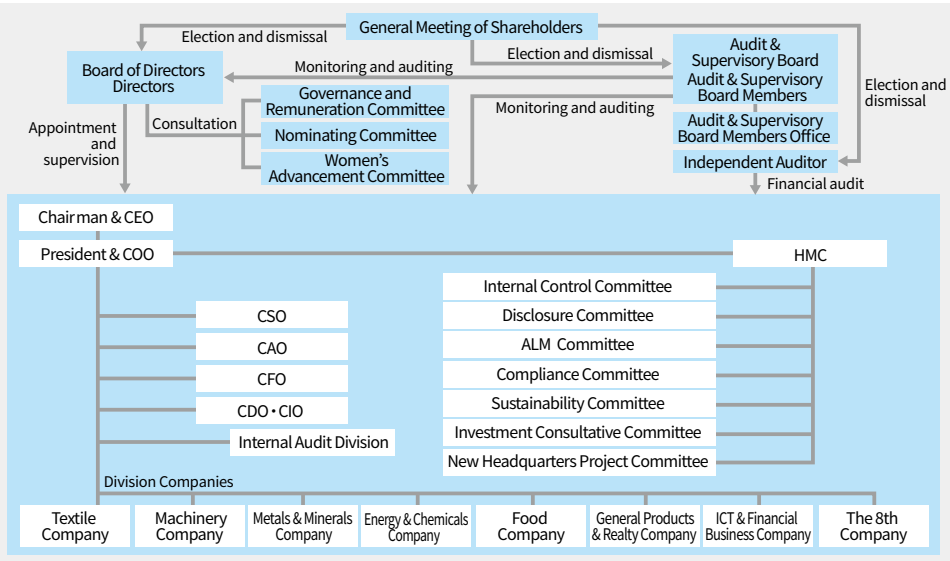 General Meeting of Shareholders
Election and dismissal
Election and dismissal
Audit &
Supervisory Board
Audit & Supervisory
Board Members
Board of Directors
Directors
Monitoring and auditing
Election and
dismissal
Governance and
Remuneration Committee
Monitoring and auditing
Appointment
and
supervision
Consultation
Nominating Committee
Audit & Supervisory
Board Members Office
Women's
Advancement Committee
Independent Auditor
Financial audit
Chairman & CEO
President & COO
HMC
Internal Control Committee
CSO
Disclosure Committee
CAO
ALM Committee
CFO
Compliance Committee
CDO・CIO
Sustainability Committee
Internal Audit Division
Investment Consultative Committee
New Headquarters Project Committee
Division Companies
Textile
Company
Machinery
Company
Metals & Minerals
Company
Energy & Chemicals
Company
Food
Company
General Products
& Realty Company
ICT & Financial
Business Company
The 8th
Company